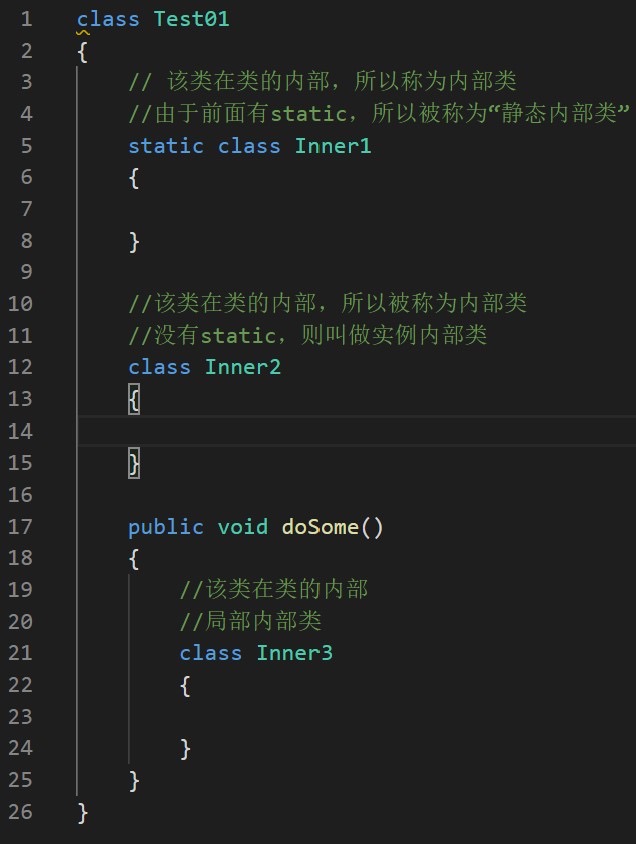 1 class Test01
2 {
3 // 该类在类的内部，所以称为内部类
4 //由于前面有static，所以被称为“静态内部类”
5 static class Inner1
6 {
7
8 }
9
10 //该类在类的内部，所以被称为内部类
11 //没有static，则叫做实例内部类
12 class Inner2
13 {
14
15 }
16
17 public void doSome()
18 {
19 //该类在类的内部
20 //局部内部类
21 class Inner3
22 {
23
24 }
25 }
26 }